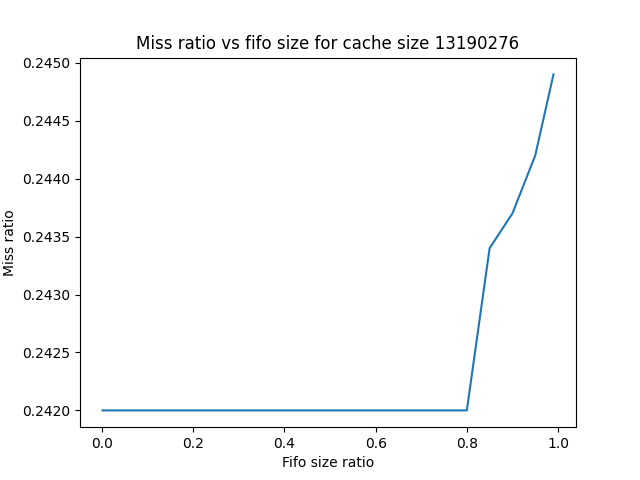 Miss ratio vs fifo size for cache size 13190276
0.2450
0.2445
0.2440
0.2435
0.2430
0.2425
0.2420
Miss ratio
0.0 0.2 0.4 0.6 0.8 1.0
Fifo size ratio